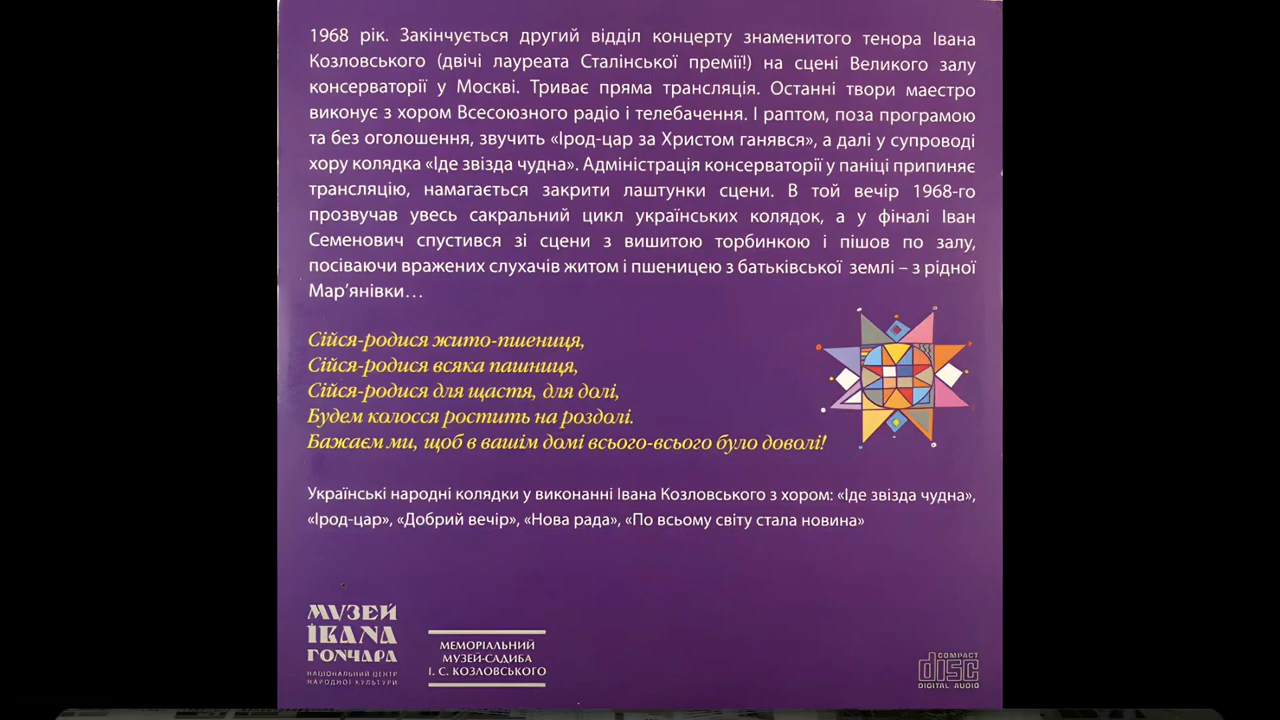 1968 рік. Закінчується другий відділ концерту знаменитого тенора Івана
Козловського (двічі лауреата Сталінської премії!) на сцені Великого залу
консерваторії у Москві. Триває пряма трансляція. Останні твори маестро
виконує з хором Всесоюзного радіо і телебачення. І раптом, поза програмою
та без оголошення, звучить «Ірод-цар за Христом ганявся», а далі у супроводі
хору колядка «Іде звізда чудна». Адміністрація консерваторії у паніці припиняє
трансляцію, намагається закрити лаштунки сцени. В той вечір 1968-го
прозвучав увесь сакральний цикл українських колядок, а у фіналі Іван
Семенович спустився зі сцени з вишитою торбинкою і пішов по залу,
посіваючи вражених слухачів житом і пшеницею з батьківської землі – з рідної
Мар’янівки…
Сійся-родися жито-пшениця,
Сійся-родися всяка пашниця,
Сійся-родися для щастя, для долі,
Будем колосся ростить на роздолі.
Бажаєм ми, щоб в вашім домі всього-всього було доволі!
Українські народні колядки у виконанні Івана Козловського з хором: «Іде звізда чудна»,
«Ірод-цар», «Добрий вечір», «Нова рада», «По всьому світу стала новина»
МУЗЕЙ
ІВАНА
ГОНЧАРА
НАЦІОНАЛЬНИЙ ЦЕНТР
НАРОДНОЇ КУЛЬТУРИ
МЕМОРІАЛЬНИЙ
МУЗЕЙ-САДИБА
І. С. КОЗЛОВСЬКОГО
COMPACT
disc
DIGITAL AUDIO